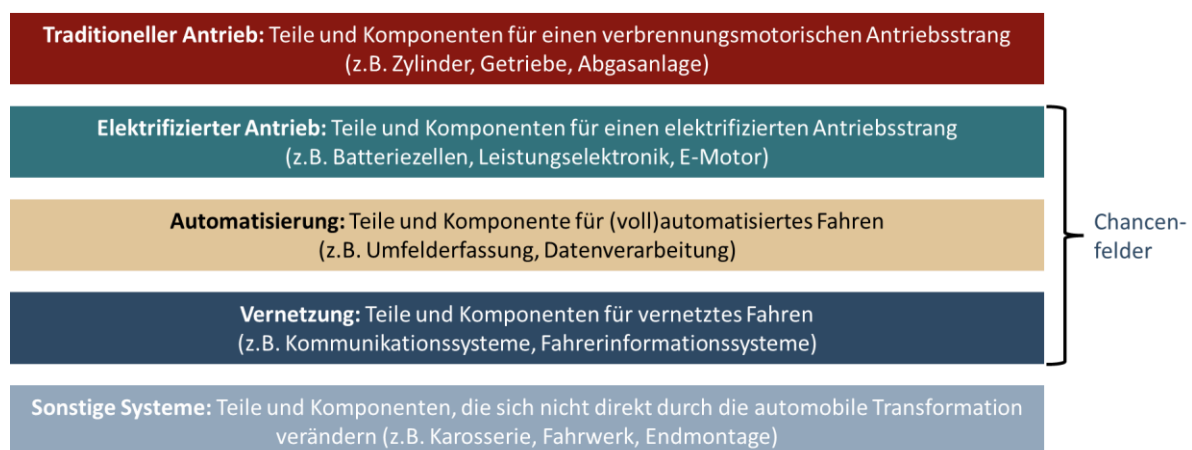 Traditioneller Antrieb: Teile und Komponenten für einen verbrennungsmotorischen Antriebsstrang
(z.B. Zylinder, Getriebe, Abgasanlage)
Elektrifizierter Antrieb: Teile und Komponenten für einen elektrifizierten Antriebsstrang
(z.B. Batteriezellen, Leistungselektronik, E-Motor)
Automatisierung: Teile und Komponente für (voll)automatisiertes Fahren
(z.B. Umfelderfassung, Datenverarbeitung)
Vernetzung: Teile und Komponenten für vernetztes Fahren
(z.B. Kommunikationssysteme, Fahrerinformationssysteme)
Chancen-
felder
Sonstige Systeme: Teile und Komponenten, die sich nicht direkt durch die automobile Transformation
verändern (z.B. Karosserie, Fahrwerk, Endmontage)